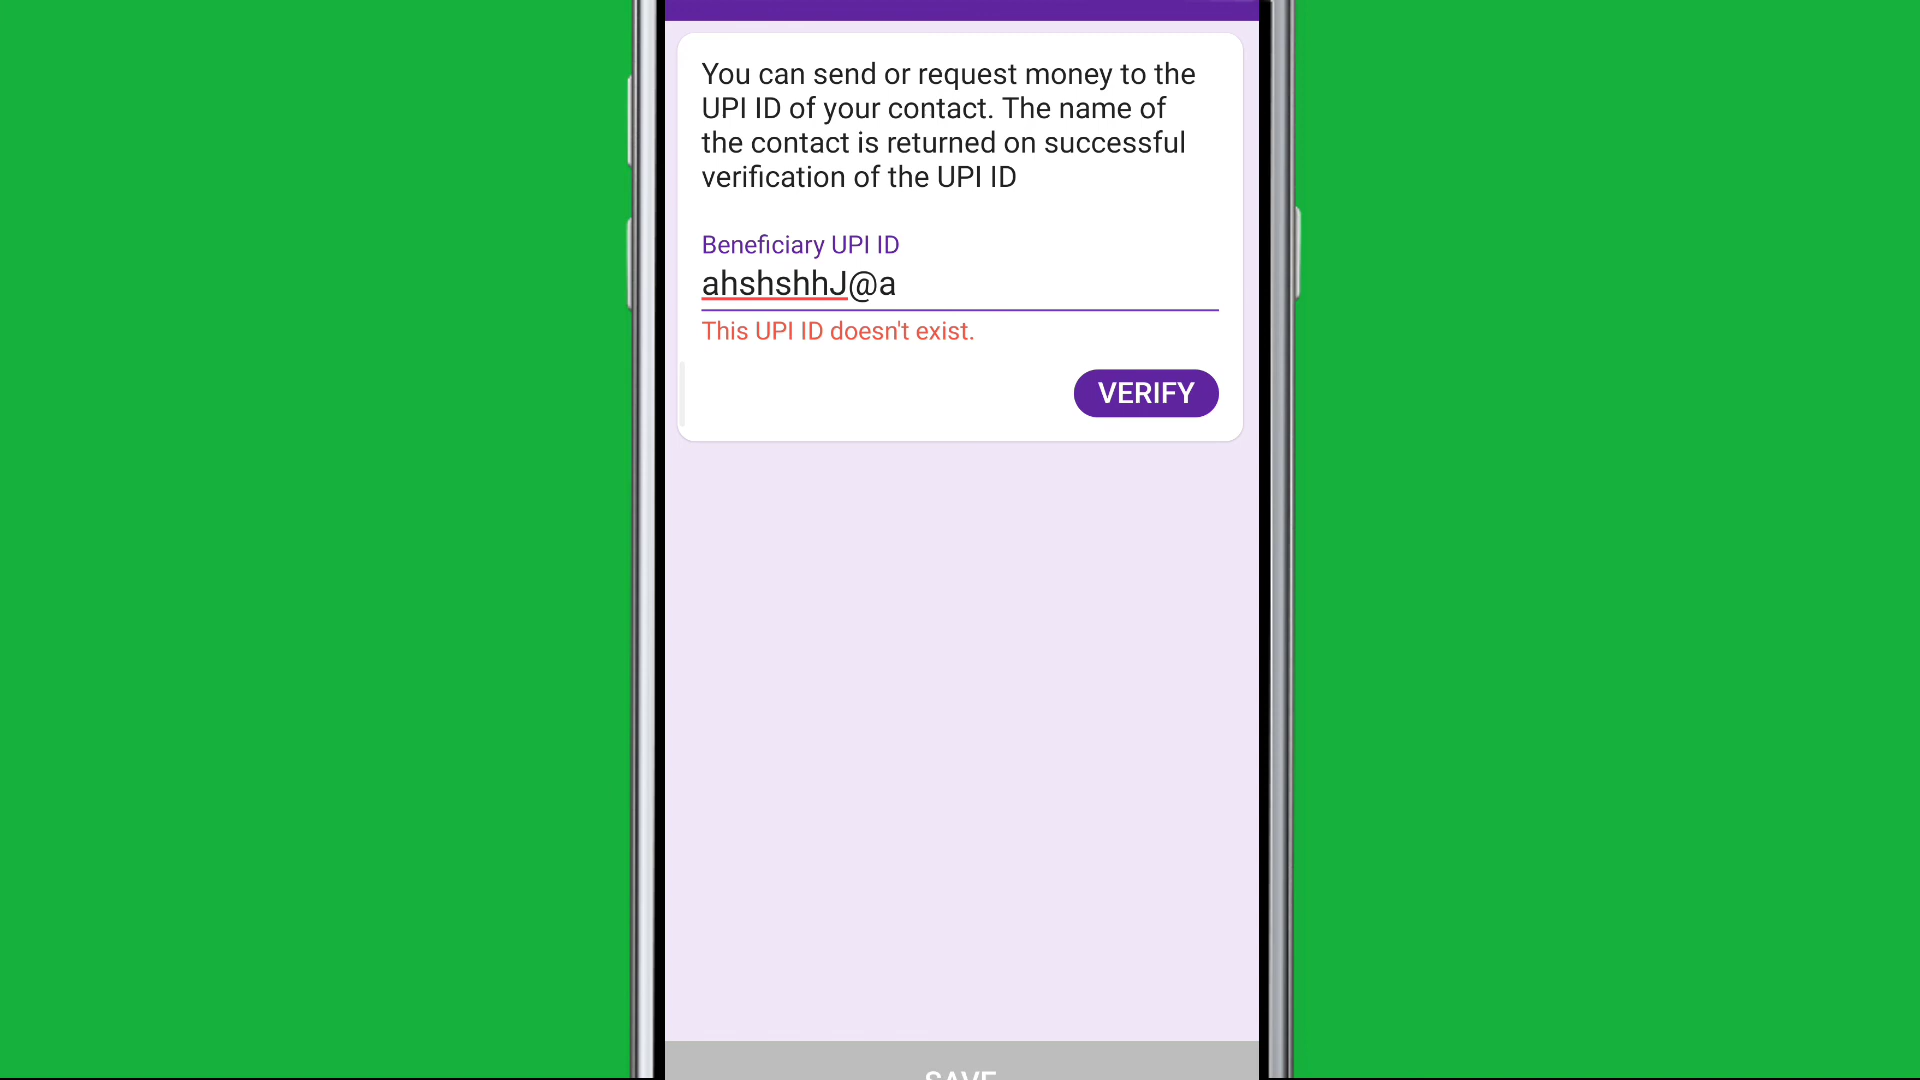 You can send or request money to the
UPI ID of your contact. The name of
the contact is returned on successful
verification of the UPI ID
Beneficiary UPI ID
ahshshhJ@a
This UPI ID doesn't exist.
VERIFY
SAVE